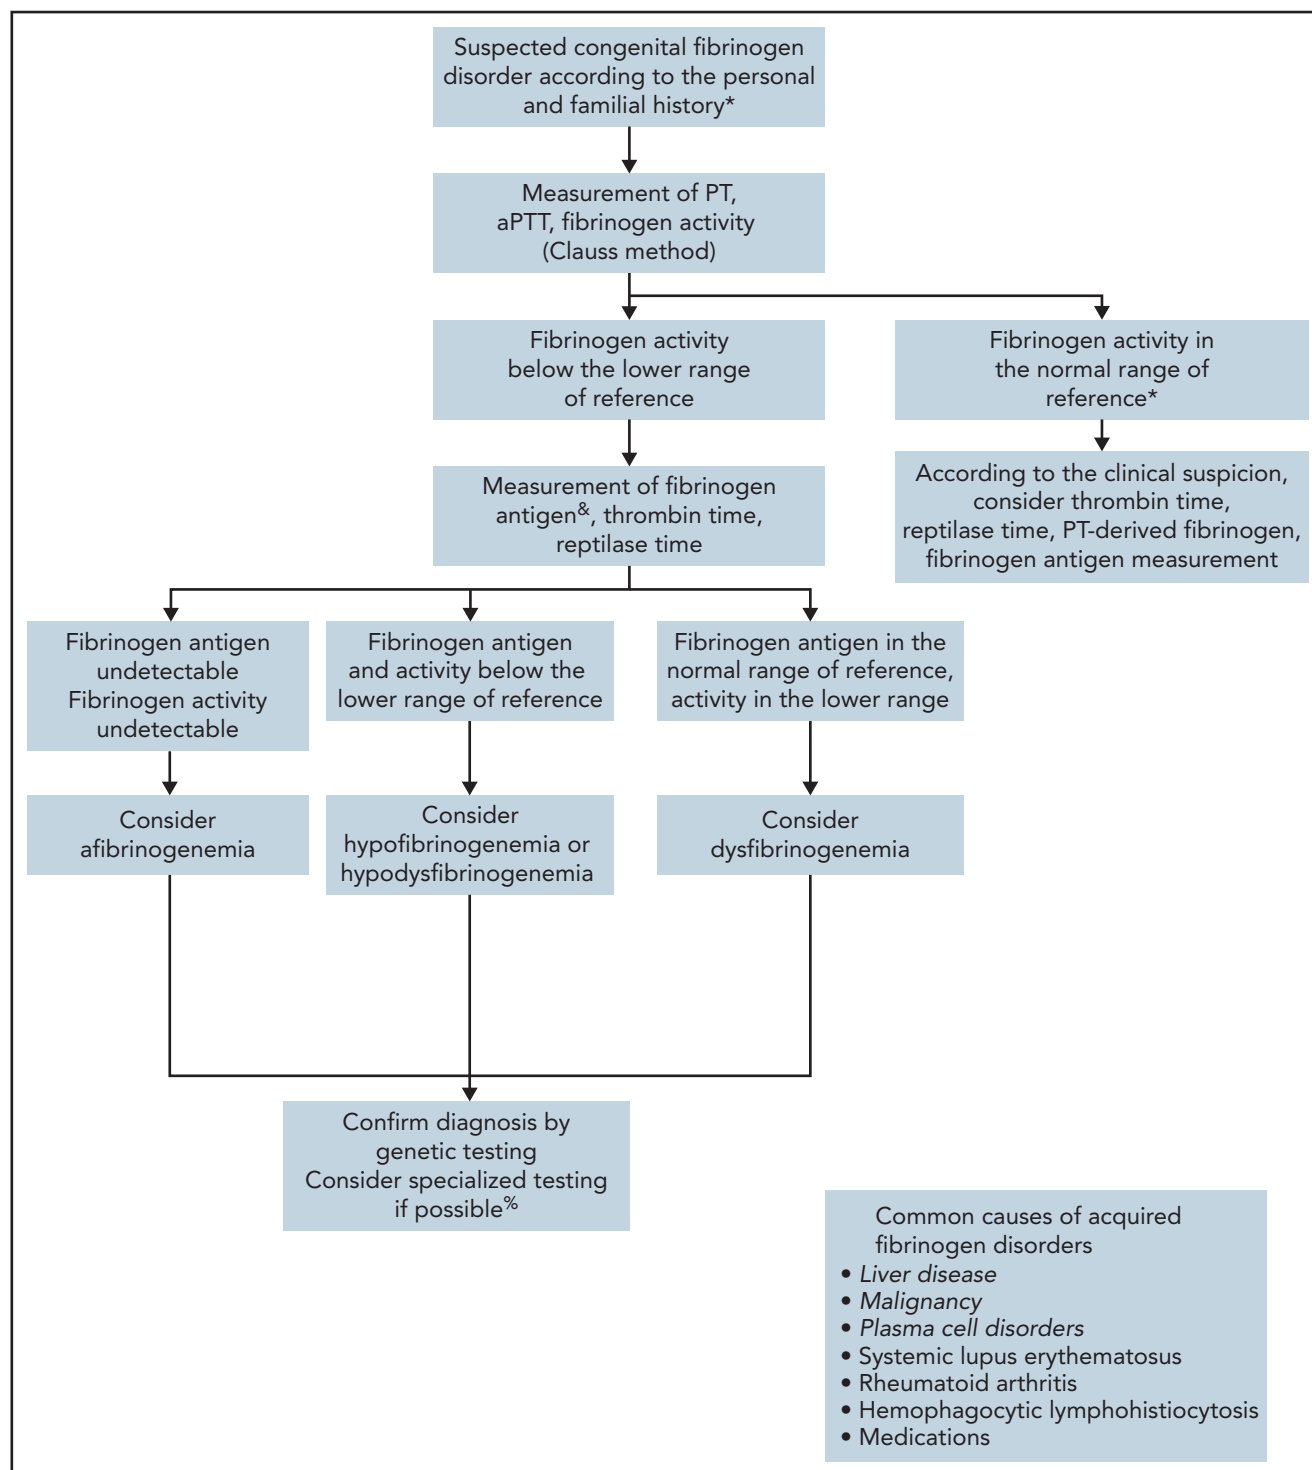 Suspected congenital fibrinogen
disorder according to the personal
and familial history*
Measurement of PT,
aPTT, fibrinogen activity
(Clauss method)
Fibrinogen activity
below the lower range
of reference
Fibrinogen activity in
the normal range of
reference*
Measurement of fibrinogen
antigen&, thrombin time,
reptilase time
According to the clinical suspicion,
consider thrombin time,
reptilase time, PT-derived fibrinogen,
fibrinogen antigen measurement
Fibrinogen antigen
undetectable
Fibrinogen activity
undetectable
Fibrinogen antigen
and activity below the
lower range of reference
Fibrinogen antigen in the
normal range of reference,
activity in the lower range
Consider
afibrinogenemia
Consider
hypofibrinogenemia or
hypodysfibrinogenemia
Consider
dysfibrinogenemia
Confirm diagnosis by
genetic testing
Consider specialized testing
if possible%
Common causes of acquired
fibrinogen disorders
• Liver disease
• Malignancy
• Plasma cell disorders
• Systemic lupus erythematosus
• Rheumatoid arthritis
• Hemophagocytic lymphohistiocytosis
• Medications